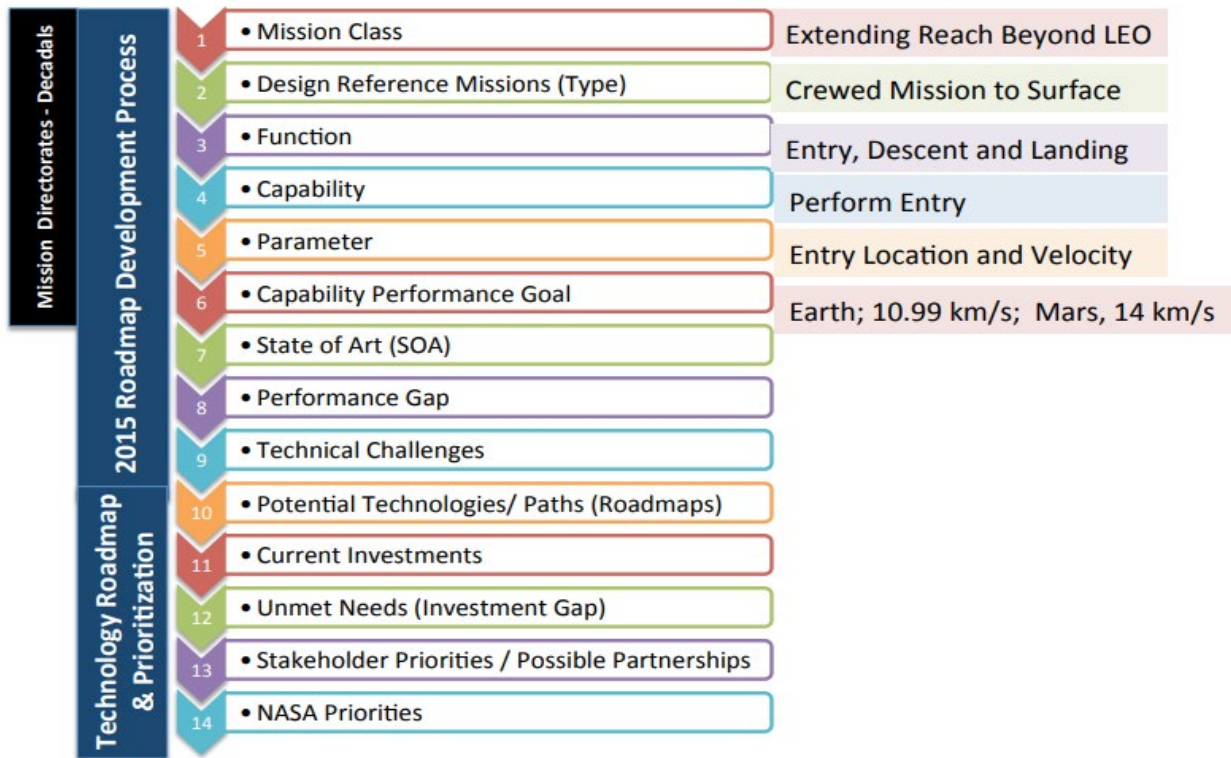 Mission Directorates - Decadals
2015 Roadmap Development Process
Technology Roadmap
& Prioritization
1
• Mission Class
Extending Reach Beyond LEO
2
• Design Reference Missions (Type)
Crewed Mission to Surface
3
• Function
Entry, Descent and Landing
4
• Capability
Perform Entry
5
• Parameter
Entry Location and Velocity
6
• Capability Performance Goal
Earth; 10.99 km/s; Mars, 14 km/s
7
• State of Art (SOA)
8
• Performance Gap
9
• Technical Challenges
10
• Potential Technologies/ Paths (Roadmaps)
11
• Current Investments
12
• Unmet Needs (Investment Gap)
13
• Stakeholder Priorities / Possible Partnerships
14
• NASA Priorities